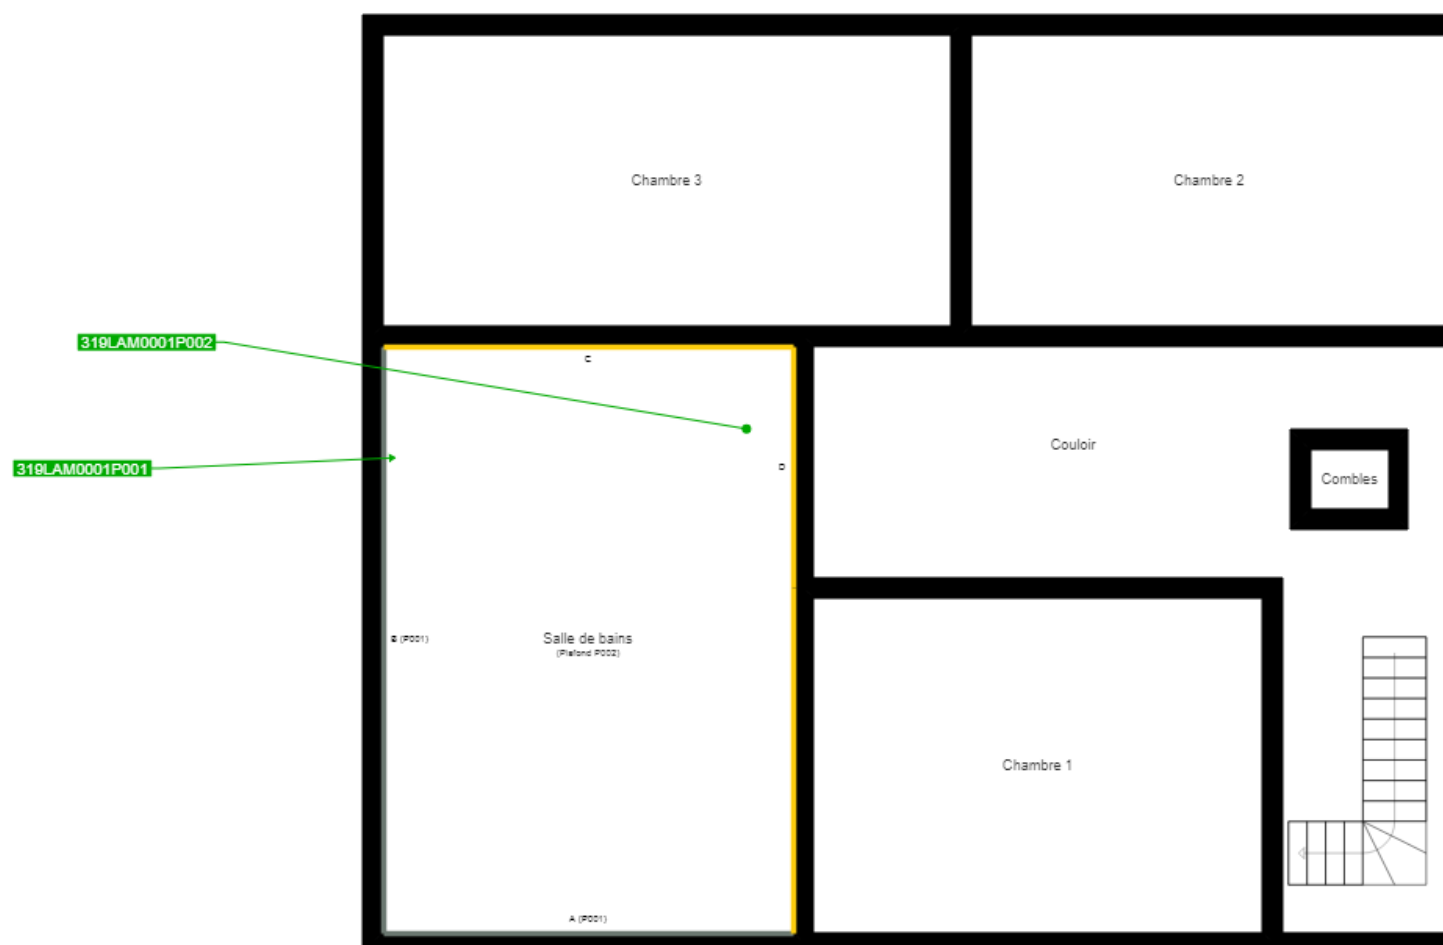 Chambre 3
Chambre 2
319LAM0001P002
C
Couloir
D
319LAM0001P001
Combles
B (P001)
Salle de bains
(Plafond P002)
Chambre 1
A (P001)